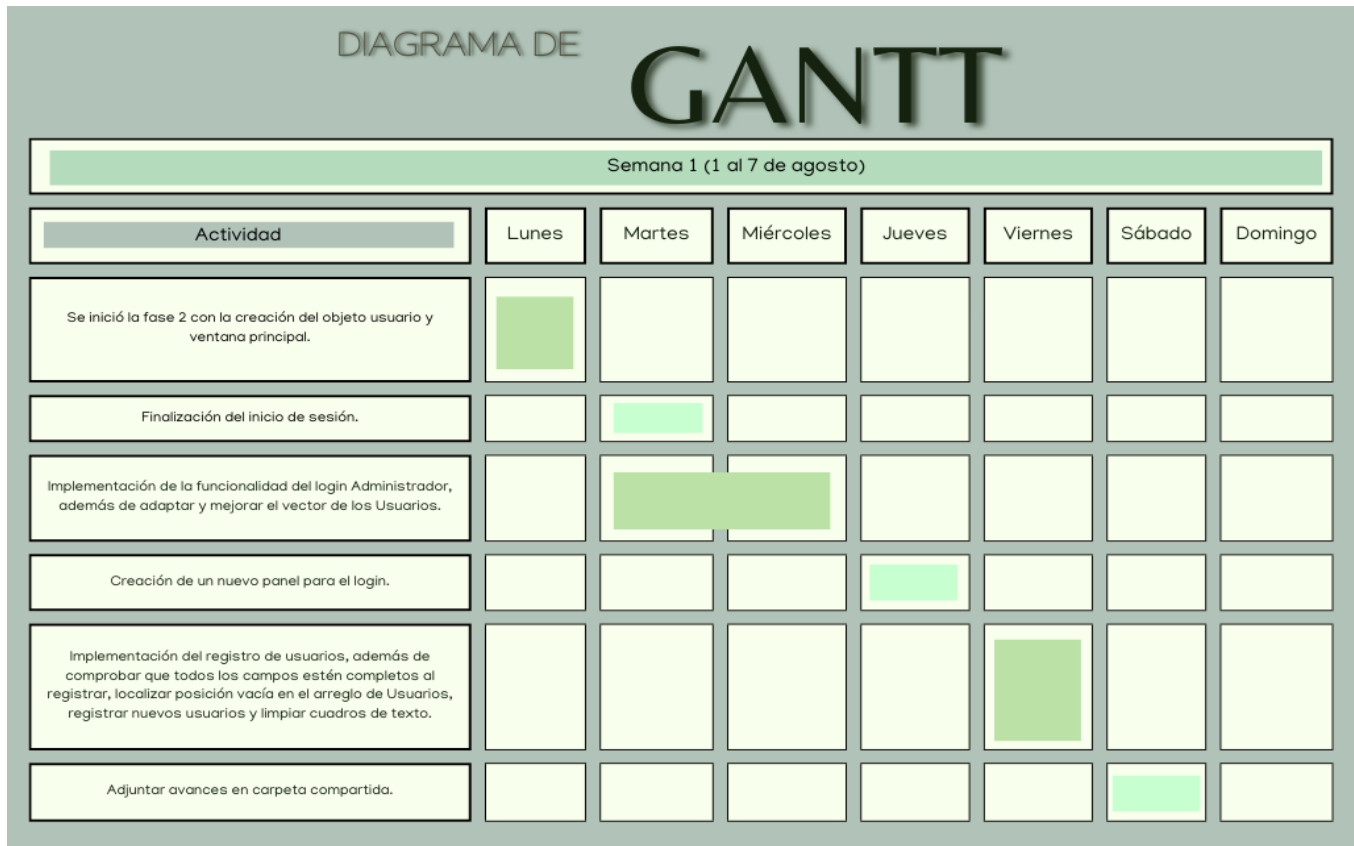 DIAGRAMA DE
GANTT
Semana 1 (1 al 7 de agosto)
Actividad
Lunes
Martes
Miércoles
Jueves
Viernes
Sábado
Domingo
Se inició la fase 2 con la creación del objeto usuario y
ventana principal.
Finalización del inicio de sesión.
Implementación de la funcionalidad del login Administrador,
además de adaptar y mejorar el vector de los Usuarios.
Creación de un nuevo panel para el login.
Implementación del registro de usuarios, además de
comprobar que todos los campos estén completos al
registrar, localizar posición vacía en el arreglo de Usuarios,
registrar nuevos usuarios y limpiar cuadros de texto.
Adjuntar avances en carpeta compartida.